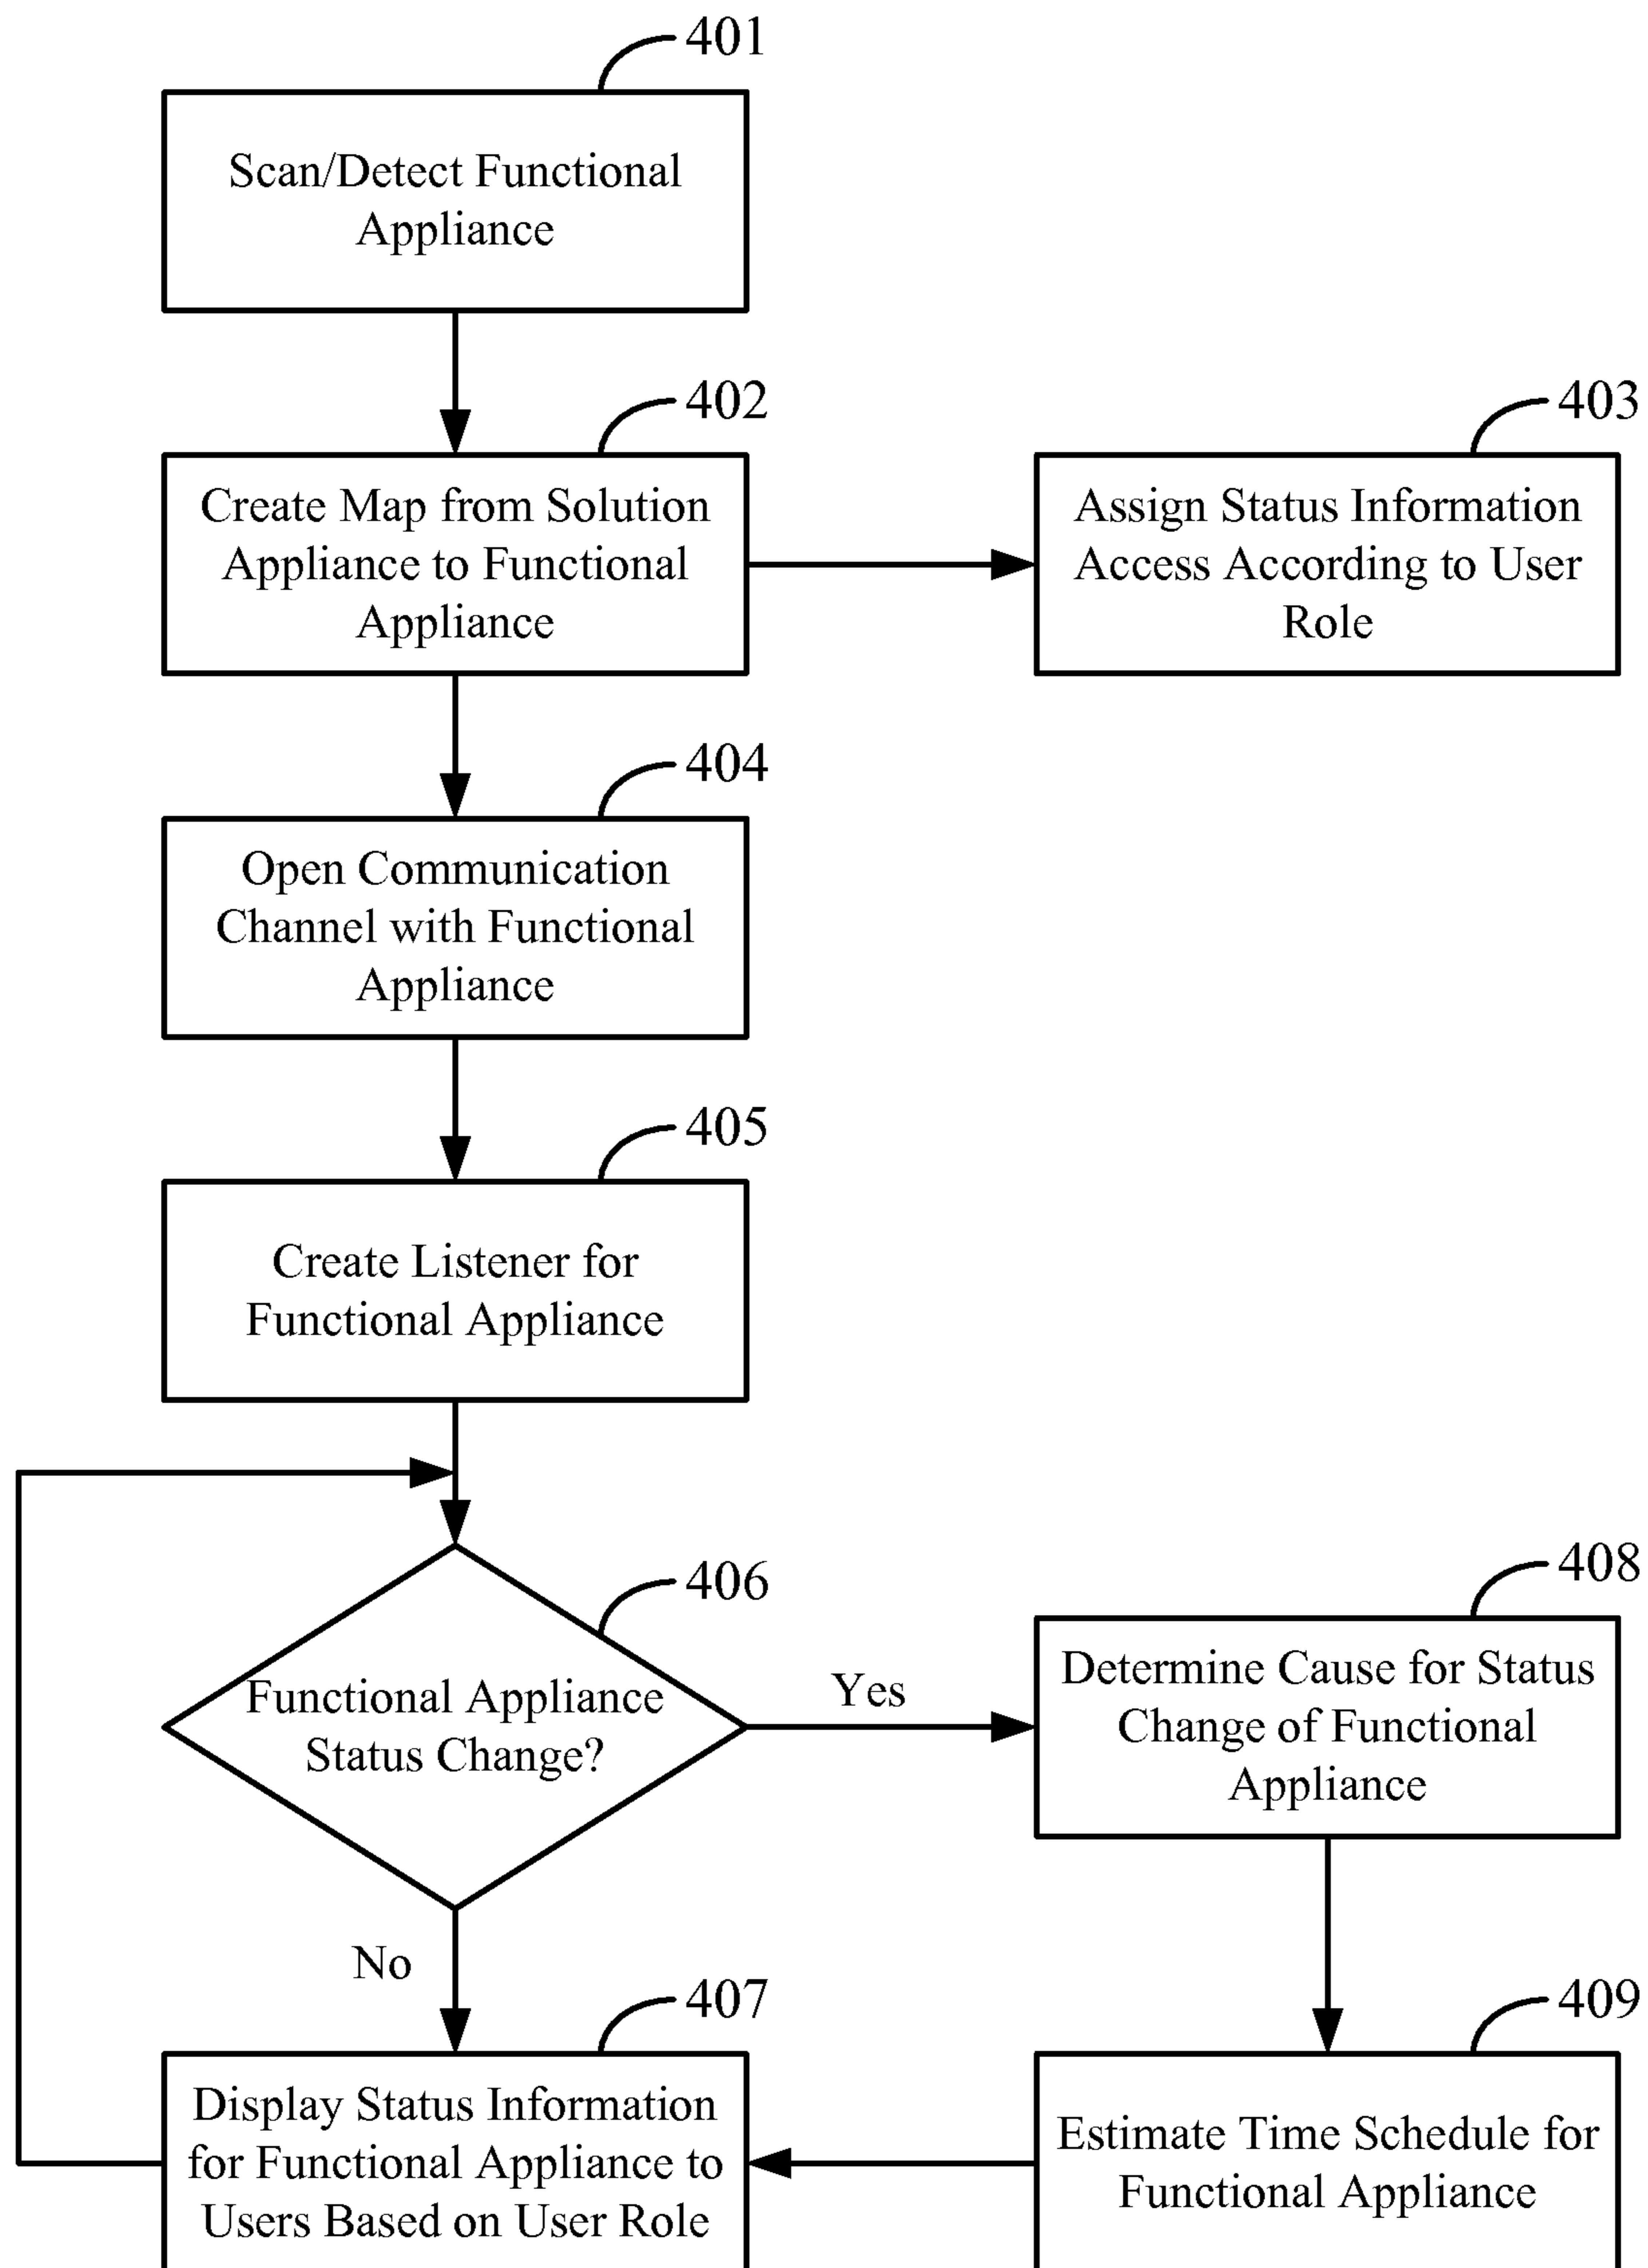 401
Scan/Detect Functional
Appliance
402
Create Map from Solution
Appliance to Functional
Appliance
403
Assign Status Information
Access According to User
Role
404
Open Communication
Channel with Functional
Appliance
405
Create Listener for
Functional Appliance
406
Functional Appliance
Status Change?
Yes
No
408
Determine Cause for Status
Change of Functional
Appliance
407
Display Status Information
for Functional Appliance to
Users Based on User Role
409
Estimate Time Schedule for
Functional Appliance